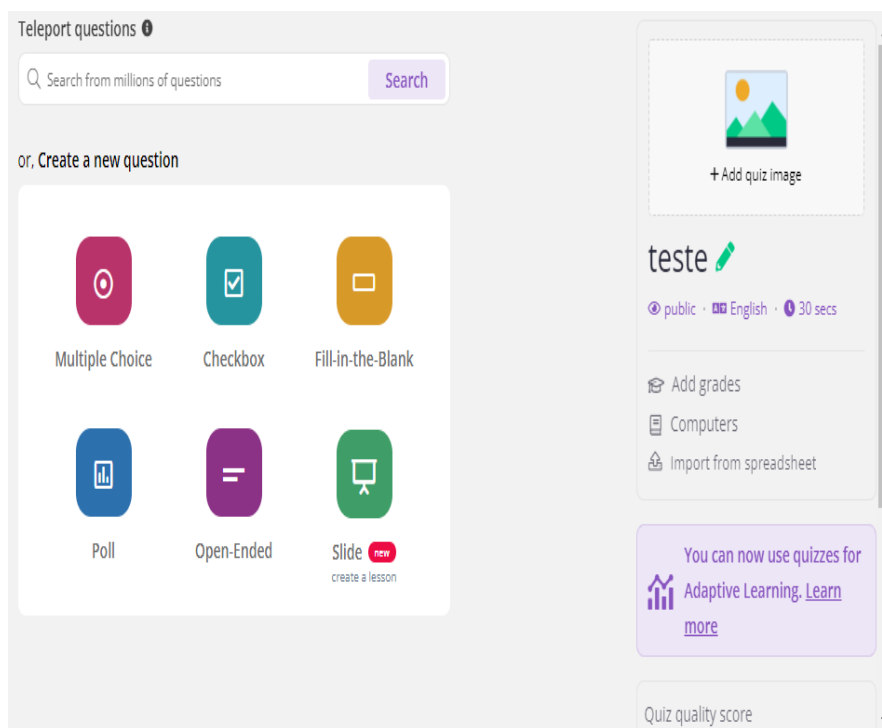 Teleport questions
Search from millions of questions
Search
or, Create a new question
Multiple Choice
Checkbox
Fill-in-the-Blank
Poll
Open-Ended
Slide new
create a lesson
+ Add quiz image
teste
public · English · 30 secs
Add grades
Computers
Import from spreadsheet
You can now use quizzes for
Adaptive Learning. Learn
more
Quiz quality score